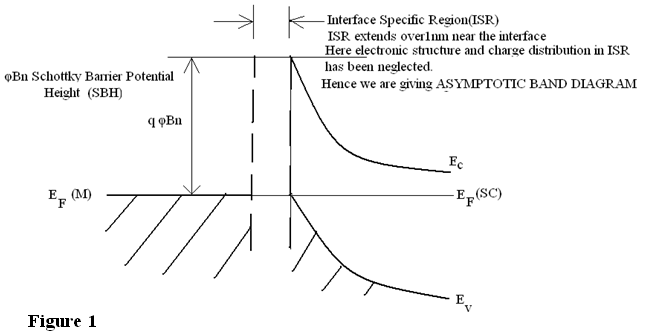 Interface Specific Region(ISR)
ISR extends over1nm near the interface
Here electronic structure and charge distribution in ISR
has been neglected.
Hence we are giving ASYMPTOTIC BAND DIAGRAM
φBn Schottky Barrier Potential
Height (SBH)
q φBn
Ec
EF (M)
EF(SC)
Ev
Figure 1